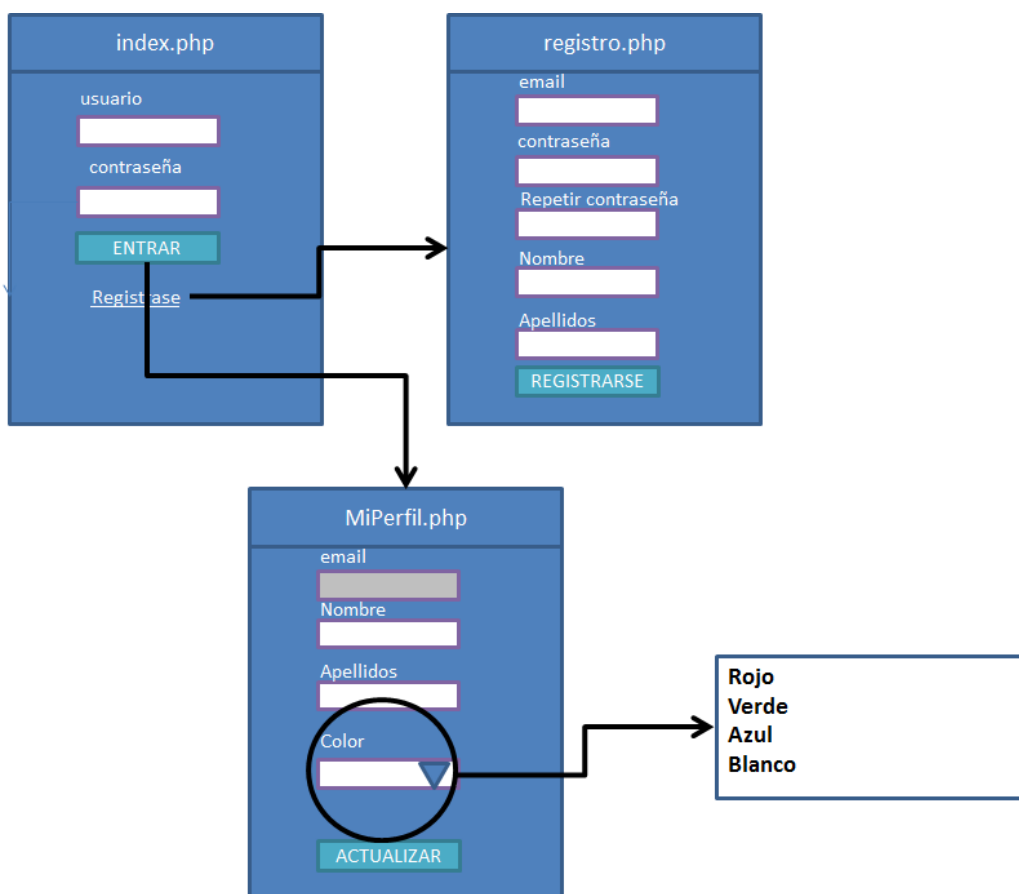 index.php
usuario
contraseña
ENTRAR
Registrase
registro.php
email
contraseña
Repetir contraseña
Nombre
Apellidos
REGISTRARSE
MiPerfil.php
email
Nombre
Apellidos
Color
ACTUALIZAR
Rojo
Verde
Azul
Blanco